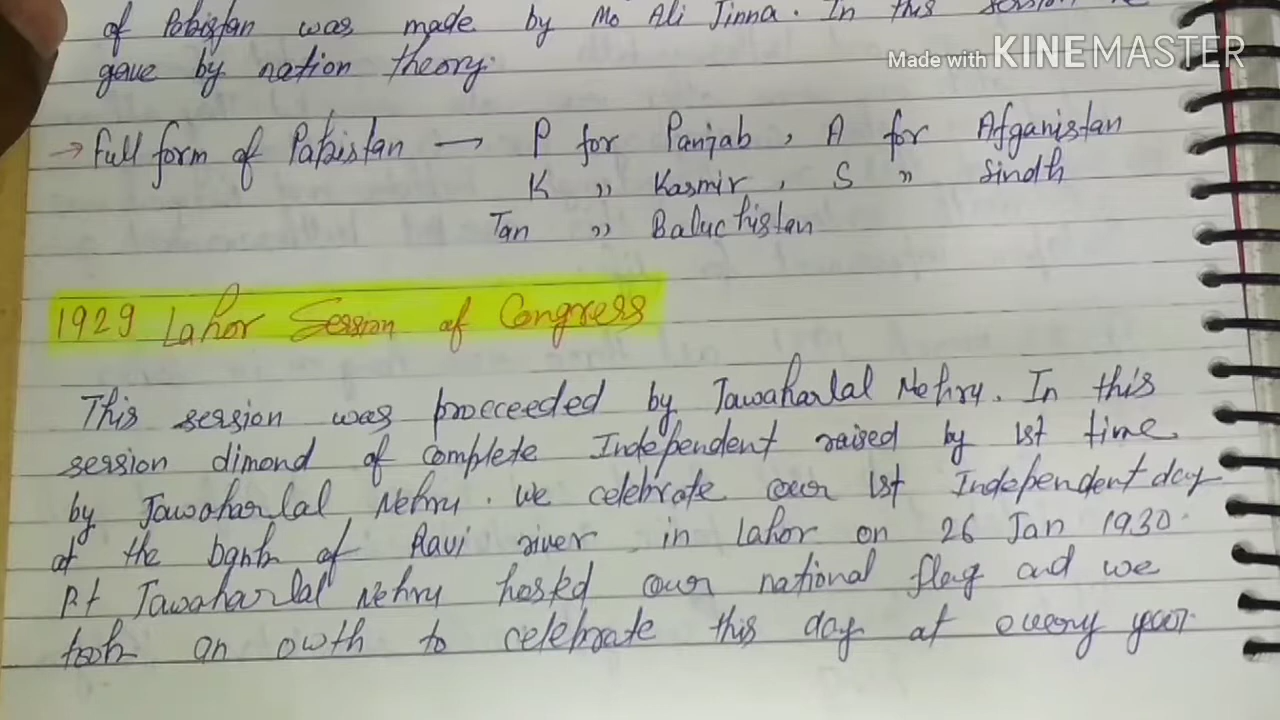 of Pakistan was made by Mo Ali Jinna. In this session he
gave by nation theory.
Made with KINEMASTER
→ Full form of Pakistan → P for Panjab, A for Afganistan
K " Kasmir, S " Sindh
Tan " Baluchistan
1929 Lahor Session of Congress
This session was procceeded by Jawaharlal Nehru. In this
session dimond of complete Independent raised by 1st time
by Jawaharlal Nehru. We celebrate our 1st Independent day
at the bank of Ravi river in Lahor on 26 Jan 1930.
Pt Jawaharlal Nehru hosted our national flag and we
took an owth to celebrate this day at every year.